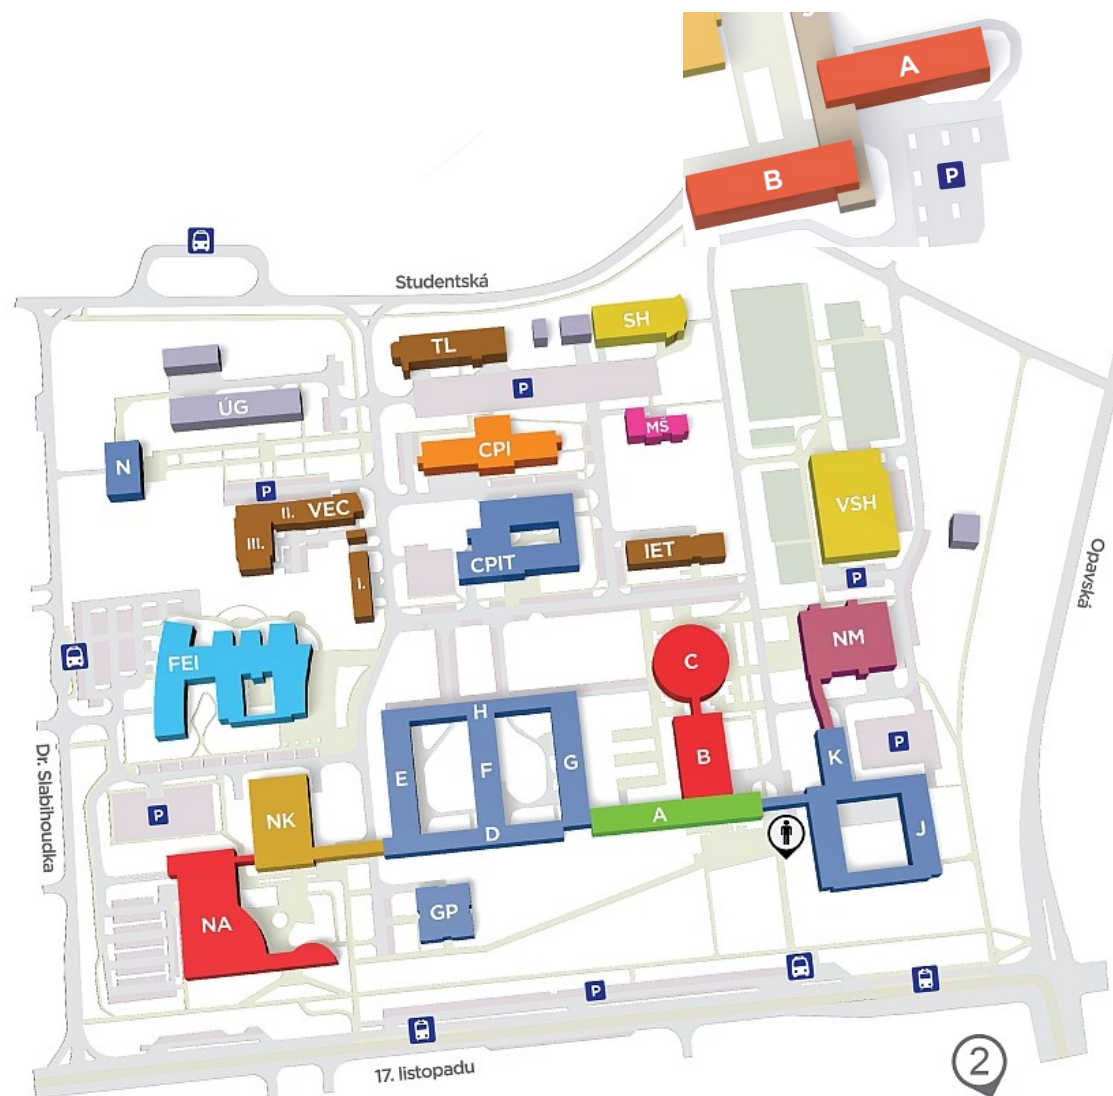 A
B
P
Studentská
SH
TL
P
ÚG
MŠ
CPI
N
P
II. VEC
VSH
III.
IET
CPIT
I.
P
Opavská
FEI
NM
C
H
P
K
B
G
F
E
Dr. Slabihoudka
P
A
NK
D
J
GP
NA
P
17. listopadu
2